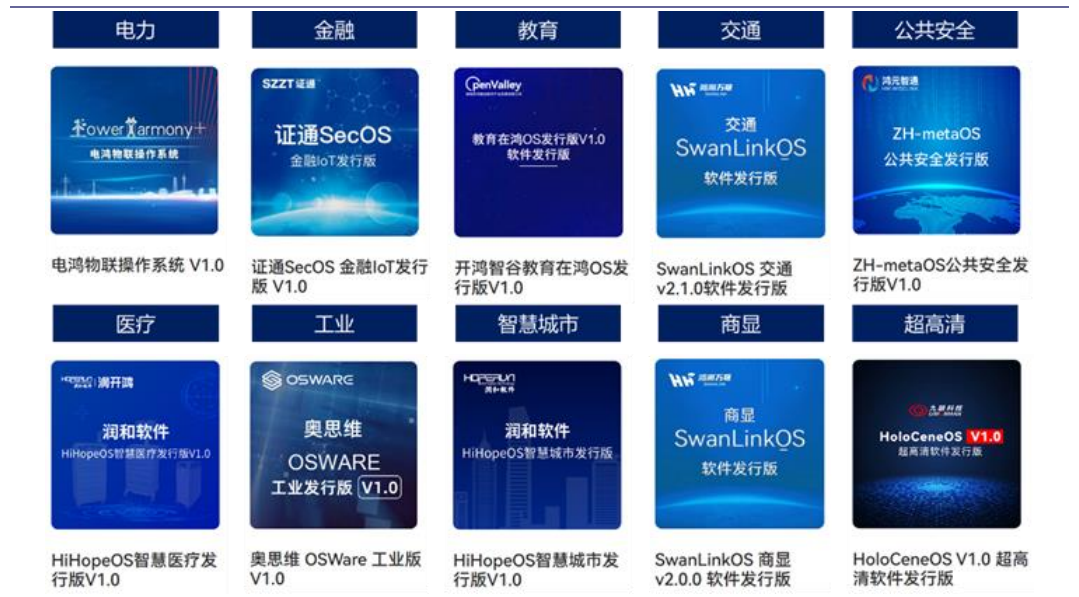 电力
金融
教育
交通
公共安全
PowerHarmony+
电鸿物联操作系统
SZZT 证通
证通SecOS
金融IoT发行版
OpenValley
教育在鸿OS发行版V1.0
软件发行版
交通
SwanLinkOS
软件发行版
鸿元智通
ZH-metaOS
公共安全发行版
电鸿物联操作系统 V1.0
证通SecOS 金融IoT发行
版 V1.0
开鸿智谷教育在鸿OS发
行版V1.0
SwanLinkOS 交通
v2.1.0软件发行版
ZH-metaOS公共安全发
行版V1.0
医疗
工业
智慧城市
商显
超高清
HOPERUN 润开鸿
润和软件
HiHopeOS智慧医疗发行版V1.0
OSWARE
奥思维
OSWARE
工业发行版 V1.0
HOPERUN
润和软件
润和软件
HiHopeOS智慧城市发行版
商显
SwanLinkOS
软件发行版
九联科技
HoloCeneOS V1.0
超高清软件发行版
HiHopeOS智慧医疗发
行版V1.0
奥思维 OSWare 工业版
V1.0
HiHopeOS智慧城市发
行版V1.0
SwanLinkOS 商显
v2.0.0 软件发行版
HoloCeneOS V1.0 超高
清软件发行版